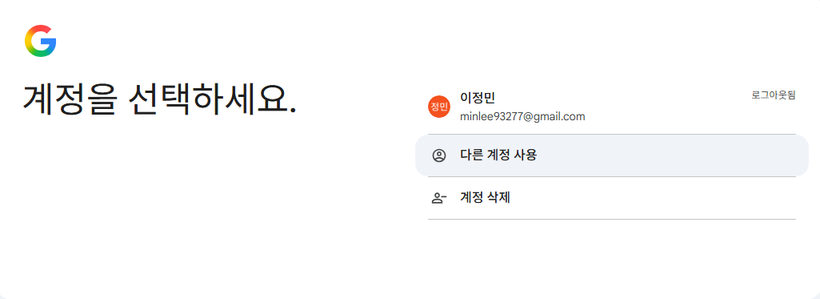 계정을 선택하세요.
정민
이정민
로그아웃됨
minlee93277@gmail.com
다른 계정 사용
계정 삭제